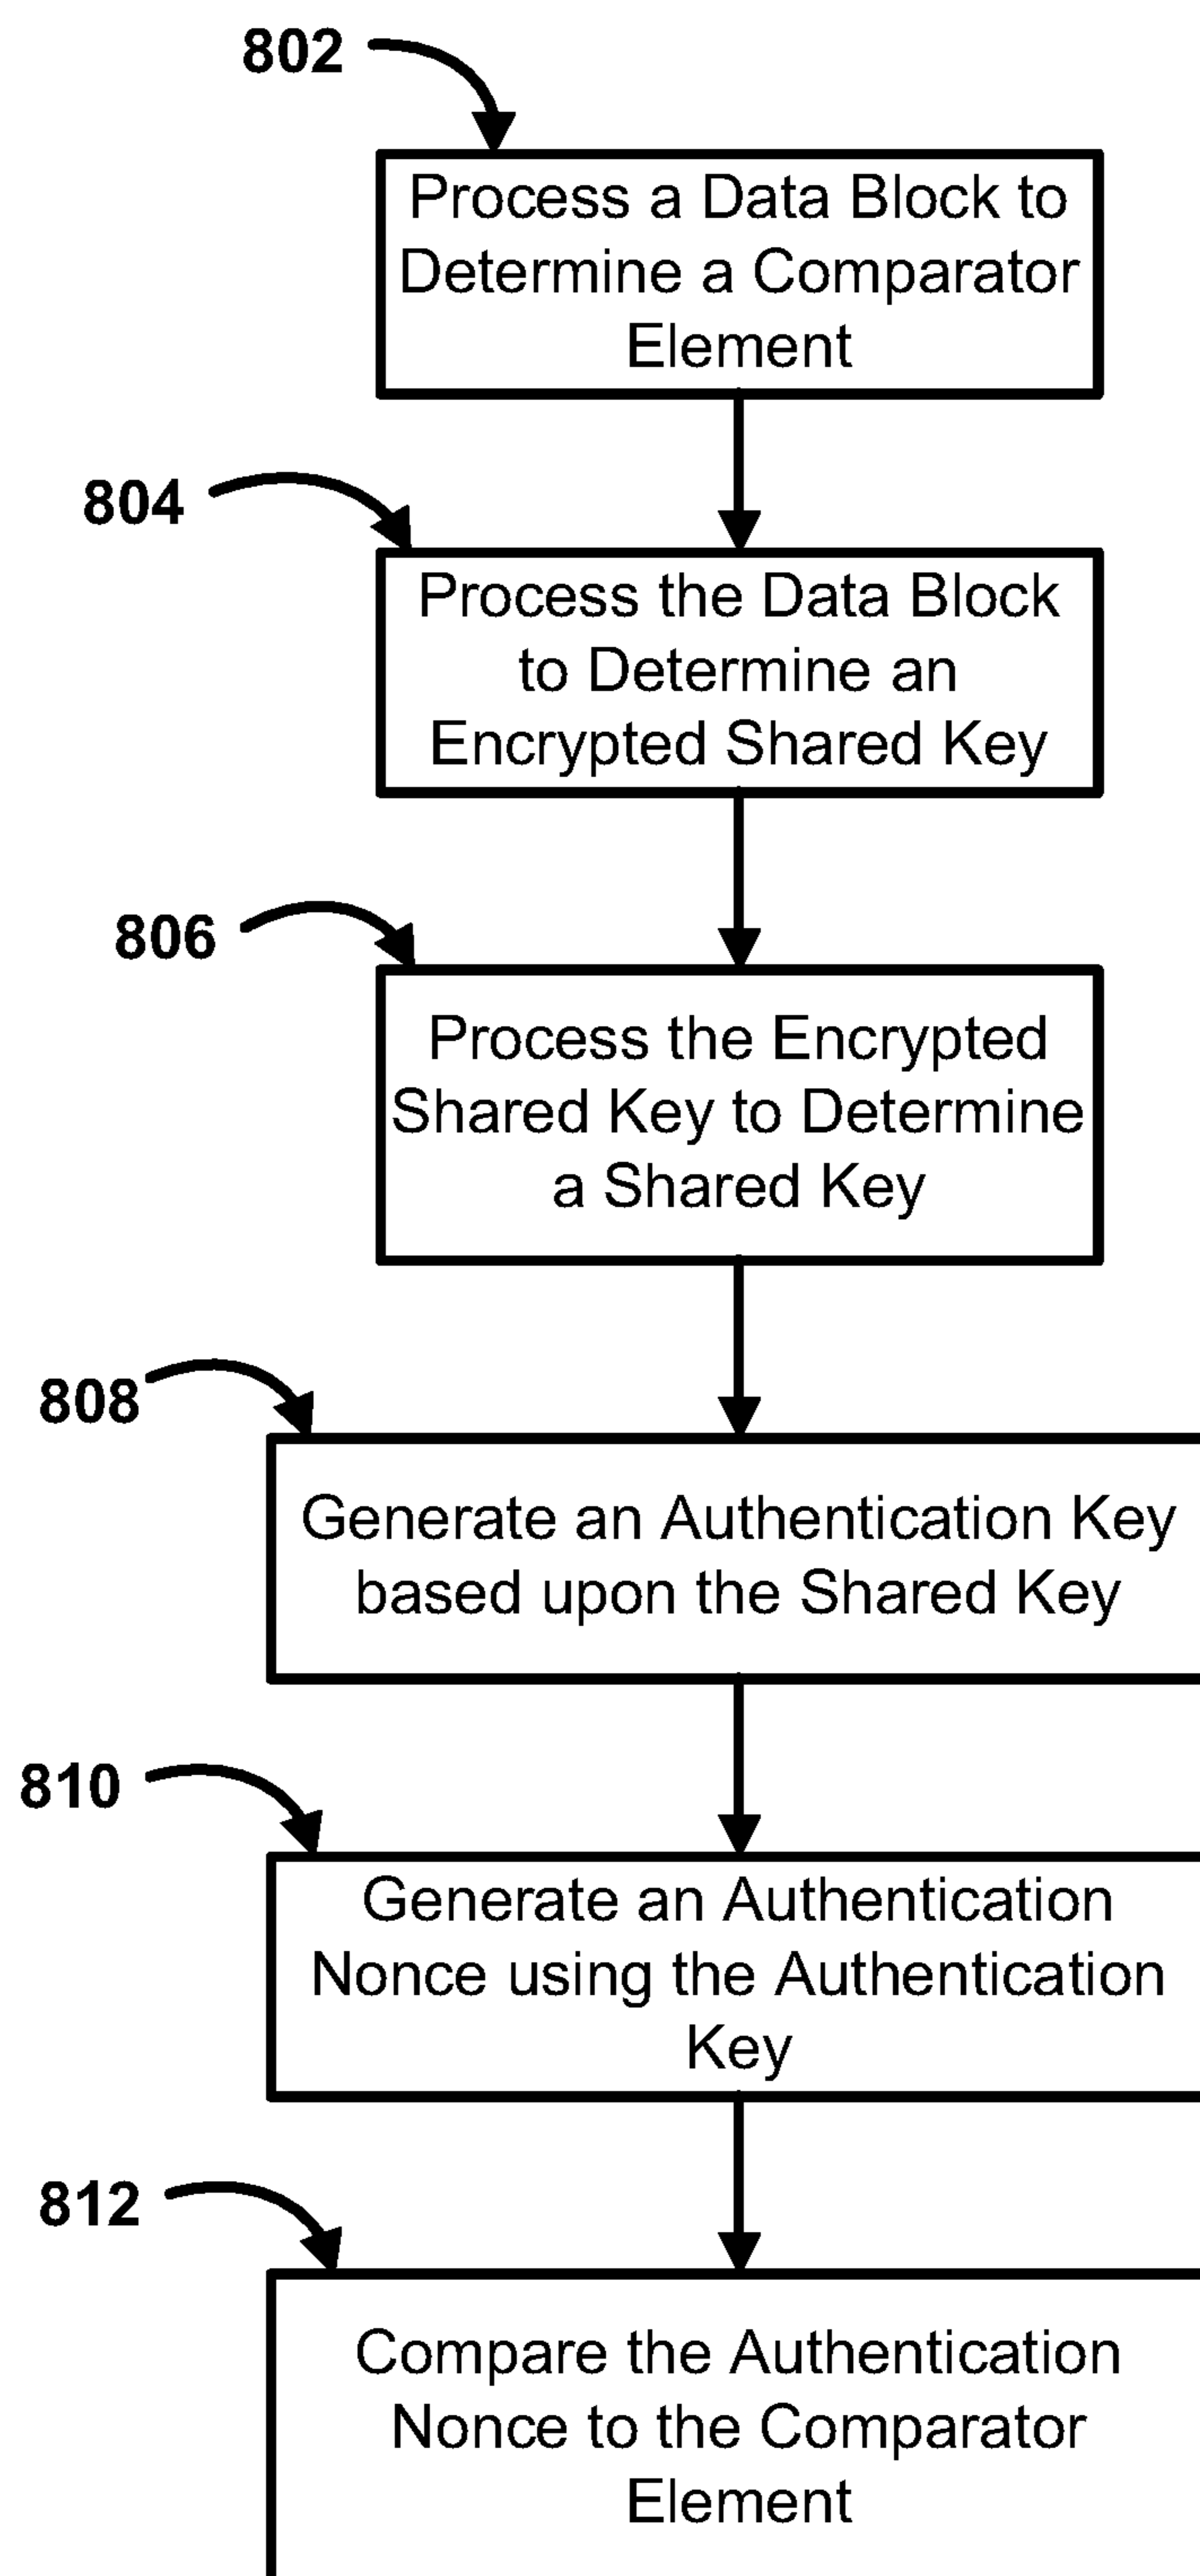 802
Process a Data Block to
Determine a Comparator
Element
804
Process the Data Block
to Determine an
Encrypted Shared Key
806
Process the Encrypted
Shared Key to Determine
a Shared Key
808
Generate an Authentication Key
based upon the Shared Key
810
Generate an Authentication
Nonce using the Authentication
Key
812
Compare the Authentication
Nonce to the Comparator
Element